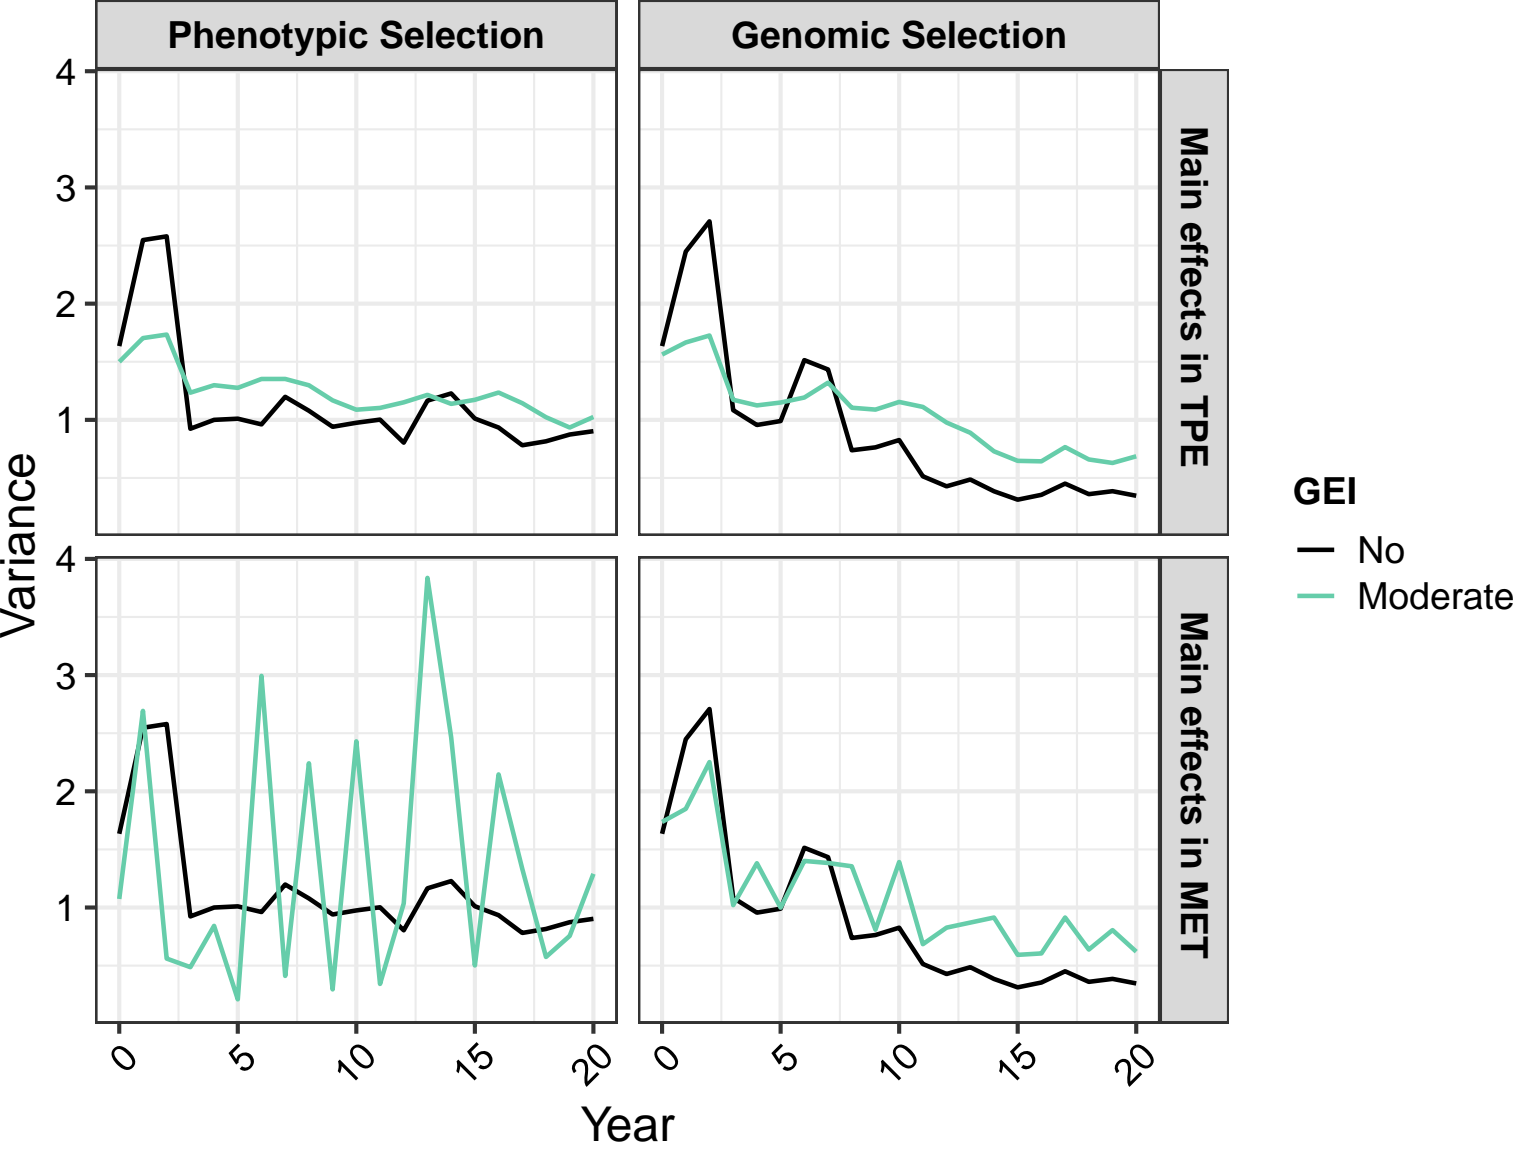 Phenotypic Selection
Genomic Selection
4
3
2
1
Main effects in TPE
Variance
4
3
2
1
Main effects in MET
0
5
10
15
20
0
5
10
15
20
Year
GEI
No
Moderate